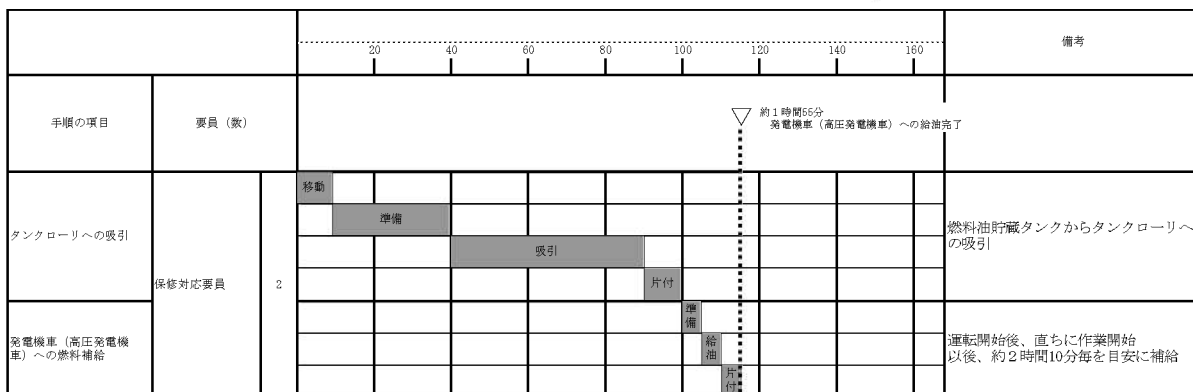 20 40 60 80 100 120 140 160
備考
手順の項目
要員（数）
約１時間55分
発電機車（高圧発電機車）への給油完了
タンクローリへの吸引
保修対応要員
2
移動
準備
吸引
片付
燃料油貯蔵タンクからタンクローリへ
の吸引
発電機車（高圧発電機
車）への燃料補給
準
備
給
油
片
付
運転開始後、直ちに作業開始
以後、約２時間10分毎を目安に補給